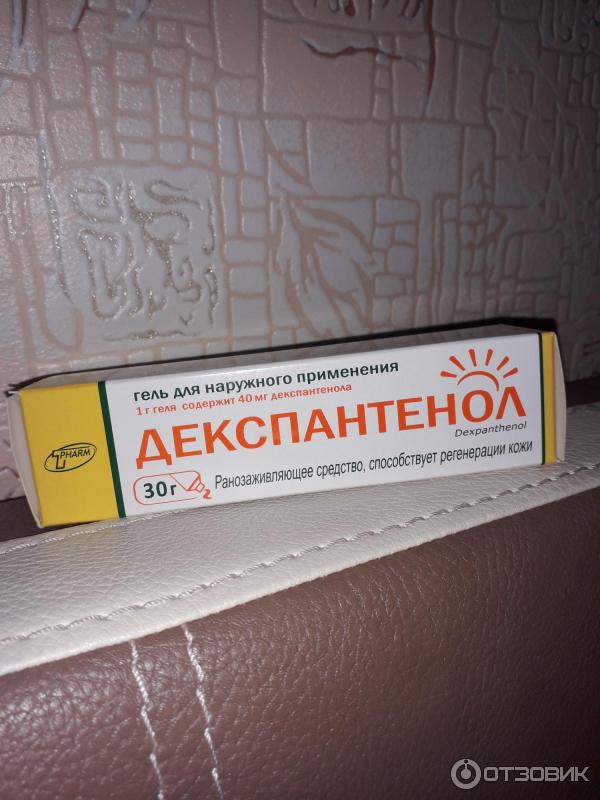 гель для наружного применения
1 г геля содержит 40 мг декспантенола
ДЕКСПАНТЕНОЛ
Dexpanthenol
PHARM
30 г
Ранозаживляющее средство, способствует регенерации кожи
ОТЗОВИК